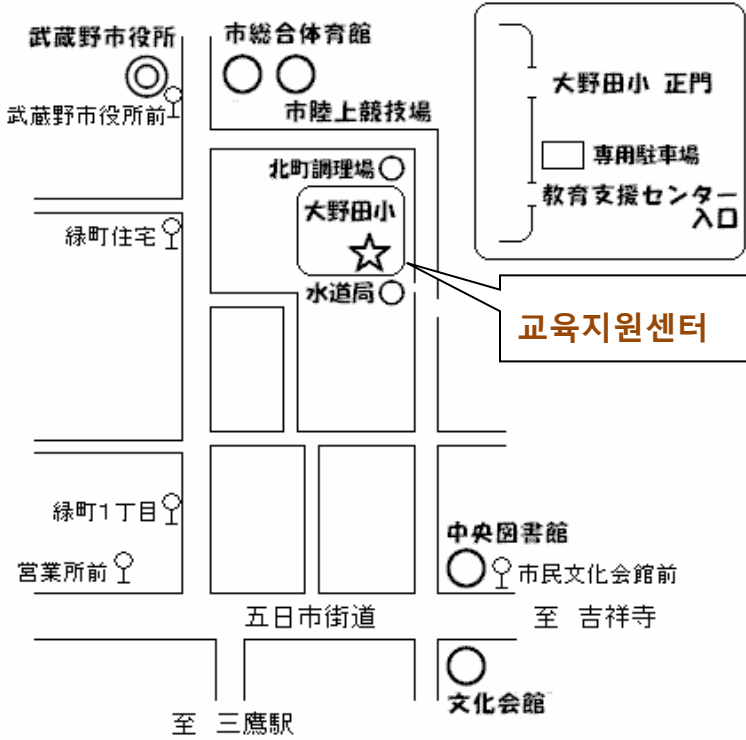 武蔵野市役所
市総合体育館
武蔵野市役所前
市陸上競技場
大野田小 正門
専用駐車場
教育支援センター
入口
北町調理場
大野田小
緑町住宅
水道局
교육지원센터
緑町1丁目
営業所前
中央図書館
市民文化会館前
五日市街道
至 吉祥寺
文化会館
至 三鷹駅